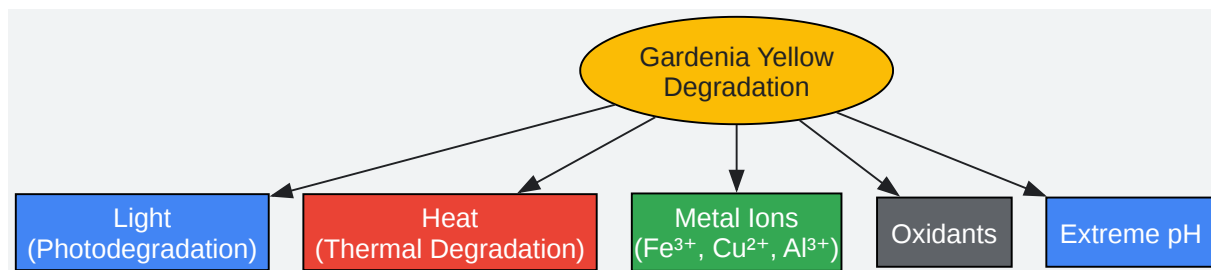 Gardenia Yellow
Degradation
Light
(Photodegradation)
Heat
(Thermal Degradation)
Metal Ions
(Fe³⁺, Cu²⁺, Al³⁺)
Oxidants
Extreme pH